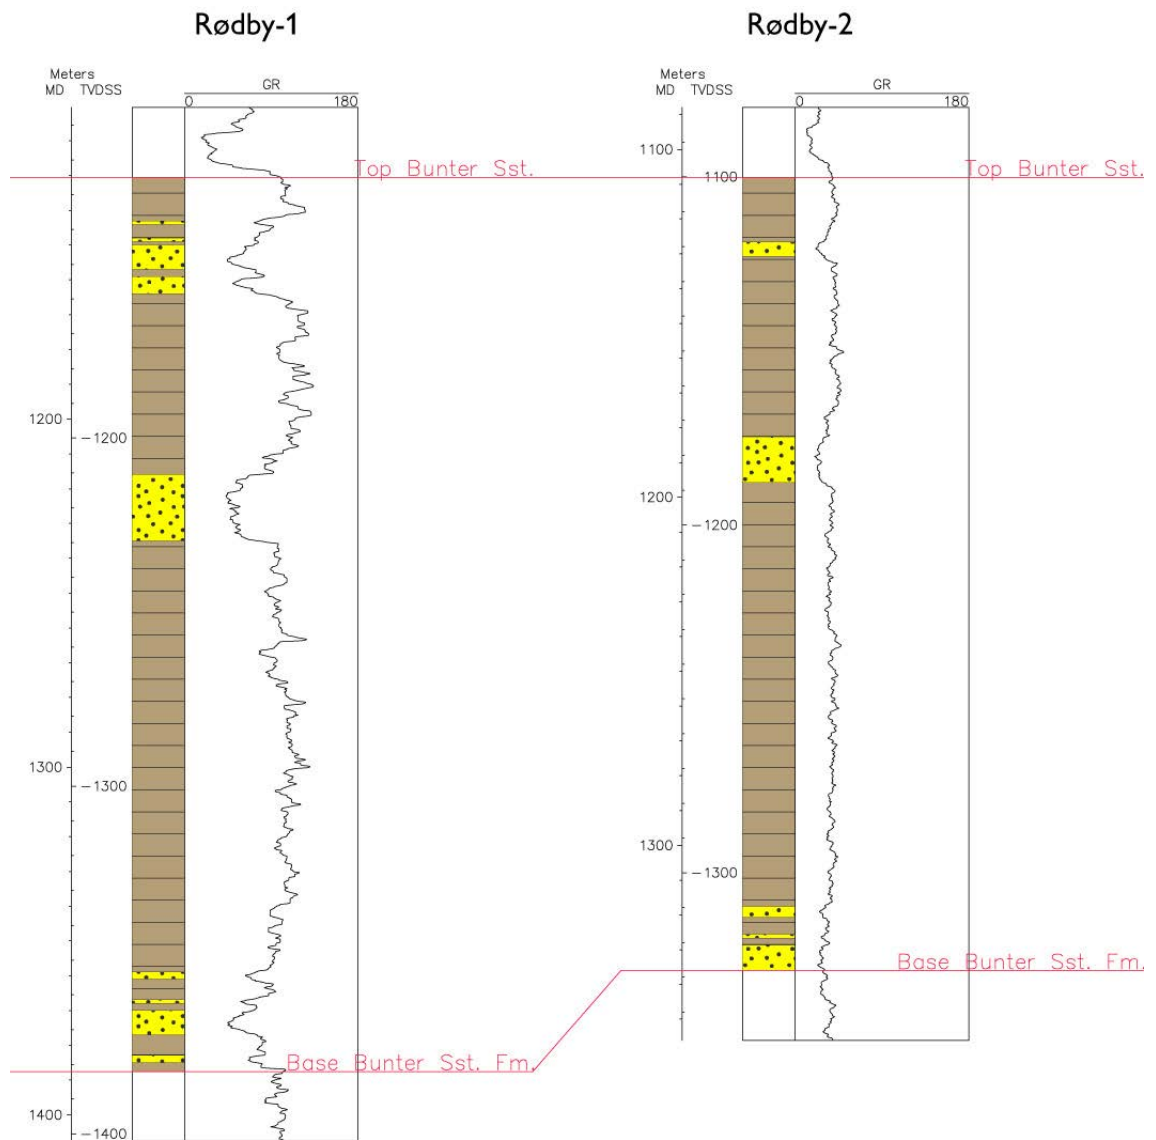 Rødby-1
Rødby-2
Meters
MD TVDSS
GR
0 180
Meters
MD TVDSS
GR
0 180
1100
Top Bunter Sst.
1100
Top Bunter Sst.
1200
-1200
1200
-1200
1300
-1300
1300
-1300
Base Bunter Sst. Fm.
Base Bunter Sst. Fm.
1400
-1400